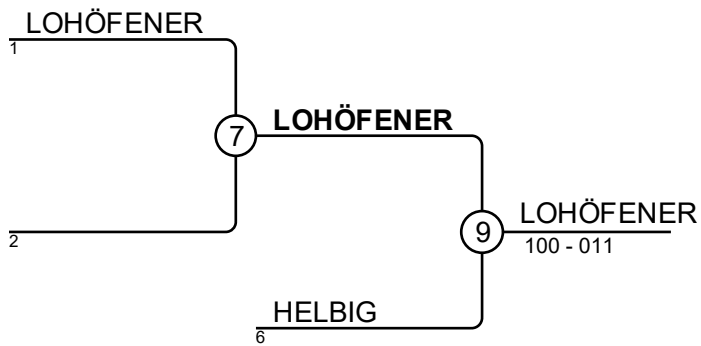 LOHÖFENER
1
7
LOHÖFENER
2
9
LOHÖFENER
100 - 011
HELBIG
6